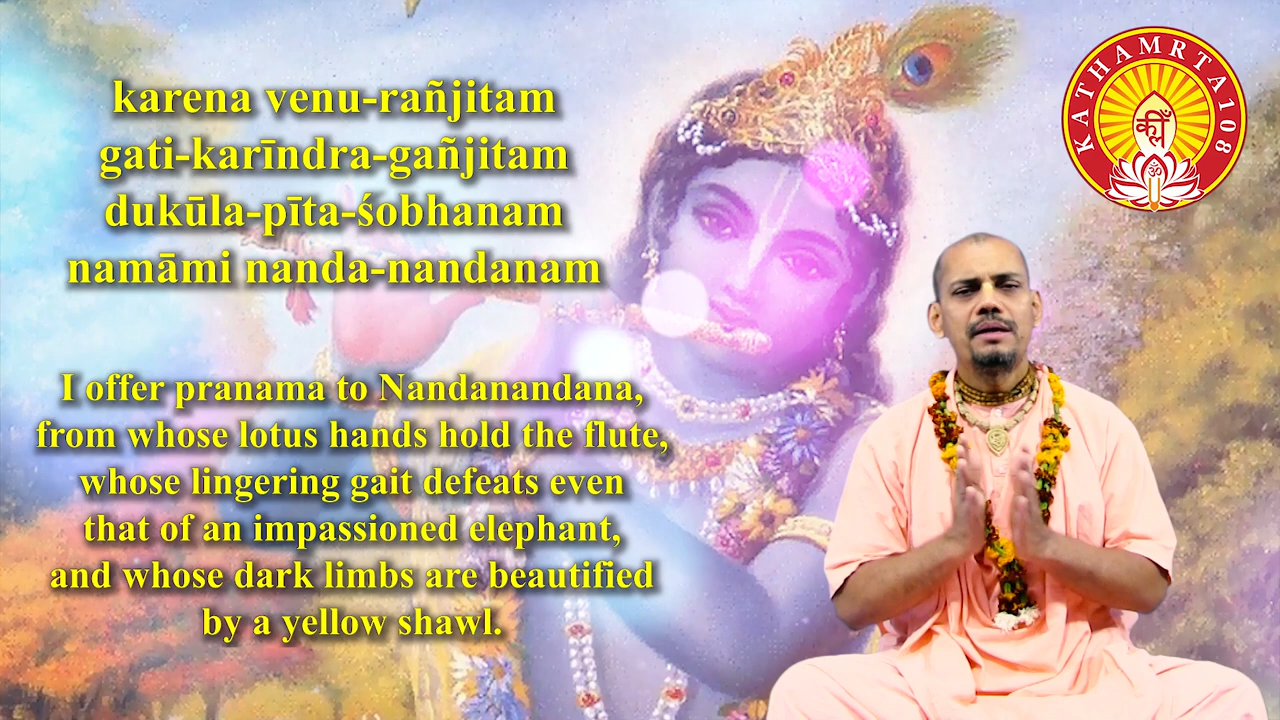 karena venu-rañjitam
gati-karīndra-gañjitam
dukūla-pīta-śobhanam
namāmi nanda-nandanam
I offer pranama to Nandanandana,
from whose lotus hands hold the flute,
whose lingering gait defeats even
that of an impassioned elephant,
and whose dark limbs are beautified
by a yellow shawl.
KATHAMRTA108
क्लीँ
ॐ